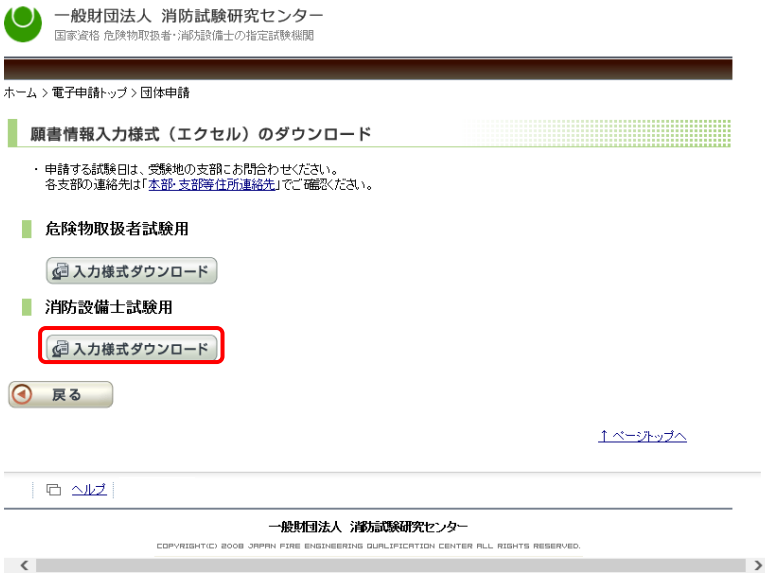 一般財団法人 消防試験研究センター
国家資格 危険物取扱者・消防設備士の指定試験機関
ホーム > 電子申請トップ > 団体申請
願書情報入力様式(エクセル)のダウンロード
・ 申請する試験日は、受験地の支部にお問合わせください。
各支部の連絡先は「本部・支部等住所連絡先」でご確認ください。
危険物取扱者試験用
入力様式ダウンロード
消防設備士試験用
入力様式ダウンロード
戻る
↑ ページトップへ
ヘルプ
一般財団法人 消防試験研究センター
COPYRIGHT(C) 2008 JAPAN FIRE ENGINEERING QUALIFICATION CENTER ALL RIGHTS RESERVED.